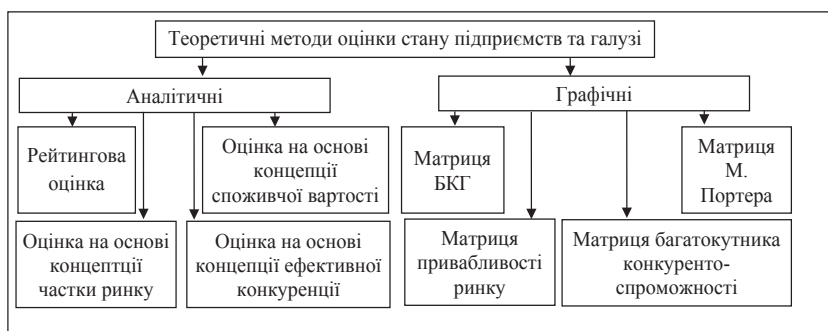 Теоретичні методи оцінки стану підприємств та галузі
Аналітичні
Графічні
Рейтингова
оцінка
Оцінка на основі
концепції
споживчої вартості
Матриця
БКГ
Матриця
М.
Портера
Оцінка на основі
концептції
частки ринку
Оцінка на основі
концепції ефективної
конкуренції
Матриця
привабливості
ринку
Матриця багатокутника
конкуренто-
спроможності